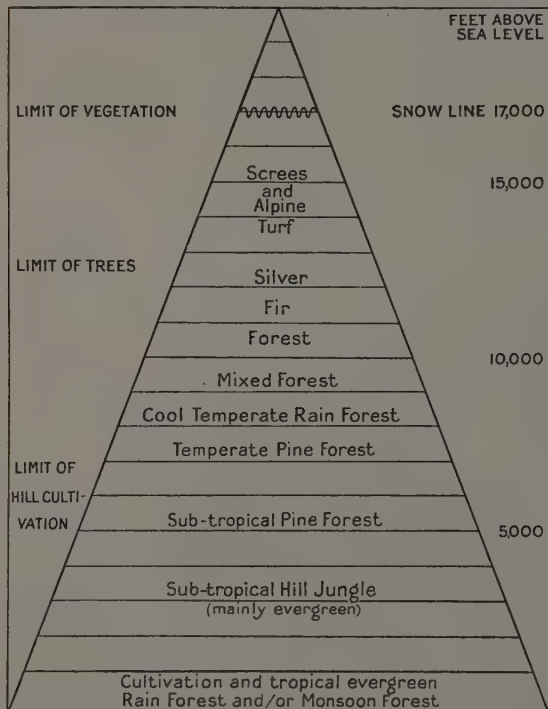 FEET ABOVE
SEA LEVEL
LIMIT OF VEGETATION
SNOW LINE 17,000
Screes
and
Alpine
Turf
15,000
LIMIT OF TREES
Silver
Fir
Forest
10,000
Mixed Forest
Cool Temperate Rain Forest
Temperate Pine Forest
LIMIT OF
HILL CULTI-
VATION
Sub-tropical Pine Forest
5,000
Sub-tropical Hill Jungle
(mainly evergreen)
Cultivation and tropical evergreen
Rain Forest and/or Monsoon Forest